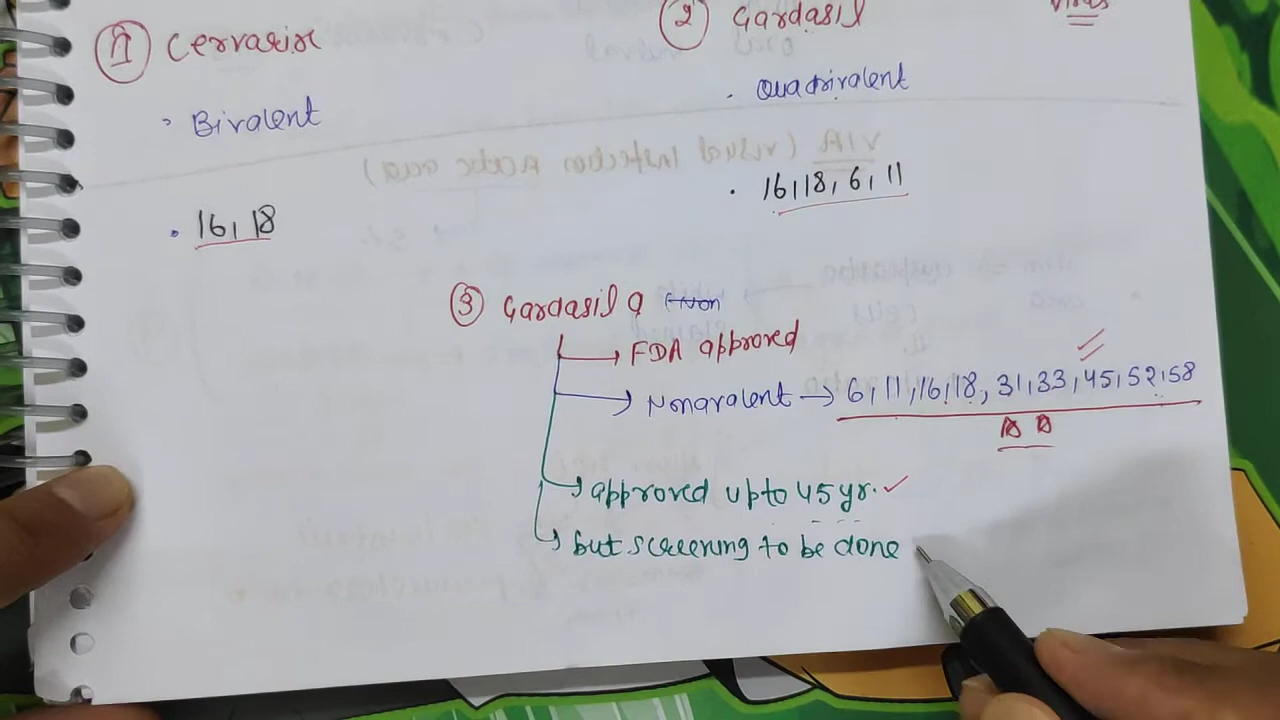 ① Cervarix
② Gardasil
Virus
• Bivalent
• Quadrivalent
• 16, 18
• 16, 18, 6, 11
③ Gardasil 9
→ FDA approved
→ Nonavalent → 6, 11, 16, 18, 31, 33, 45, 52, 58
→ approved upto 45 yr.
→ but screening to be done